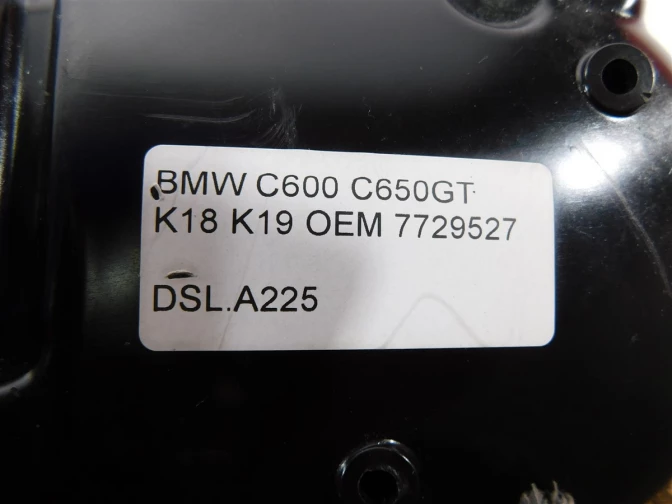 BMW C600 C650GT
K18 K19 OEM 7729527
DSL.A225